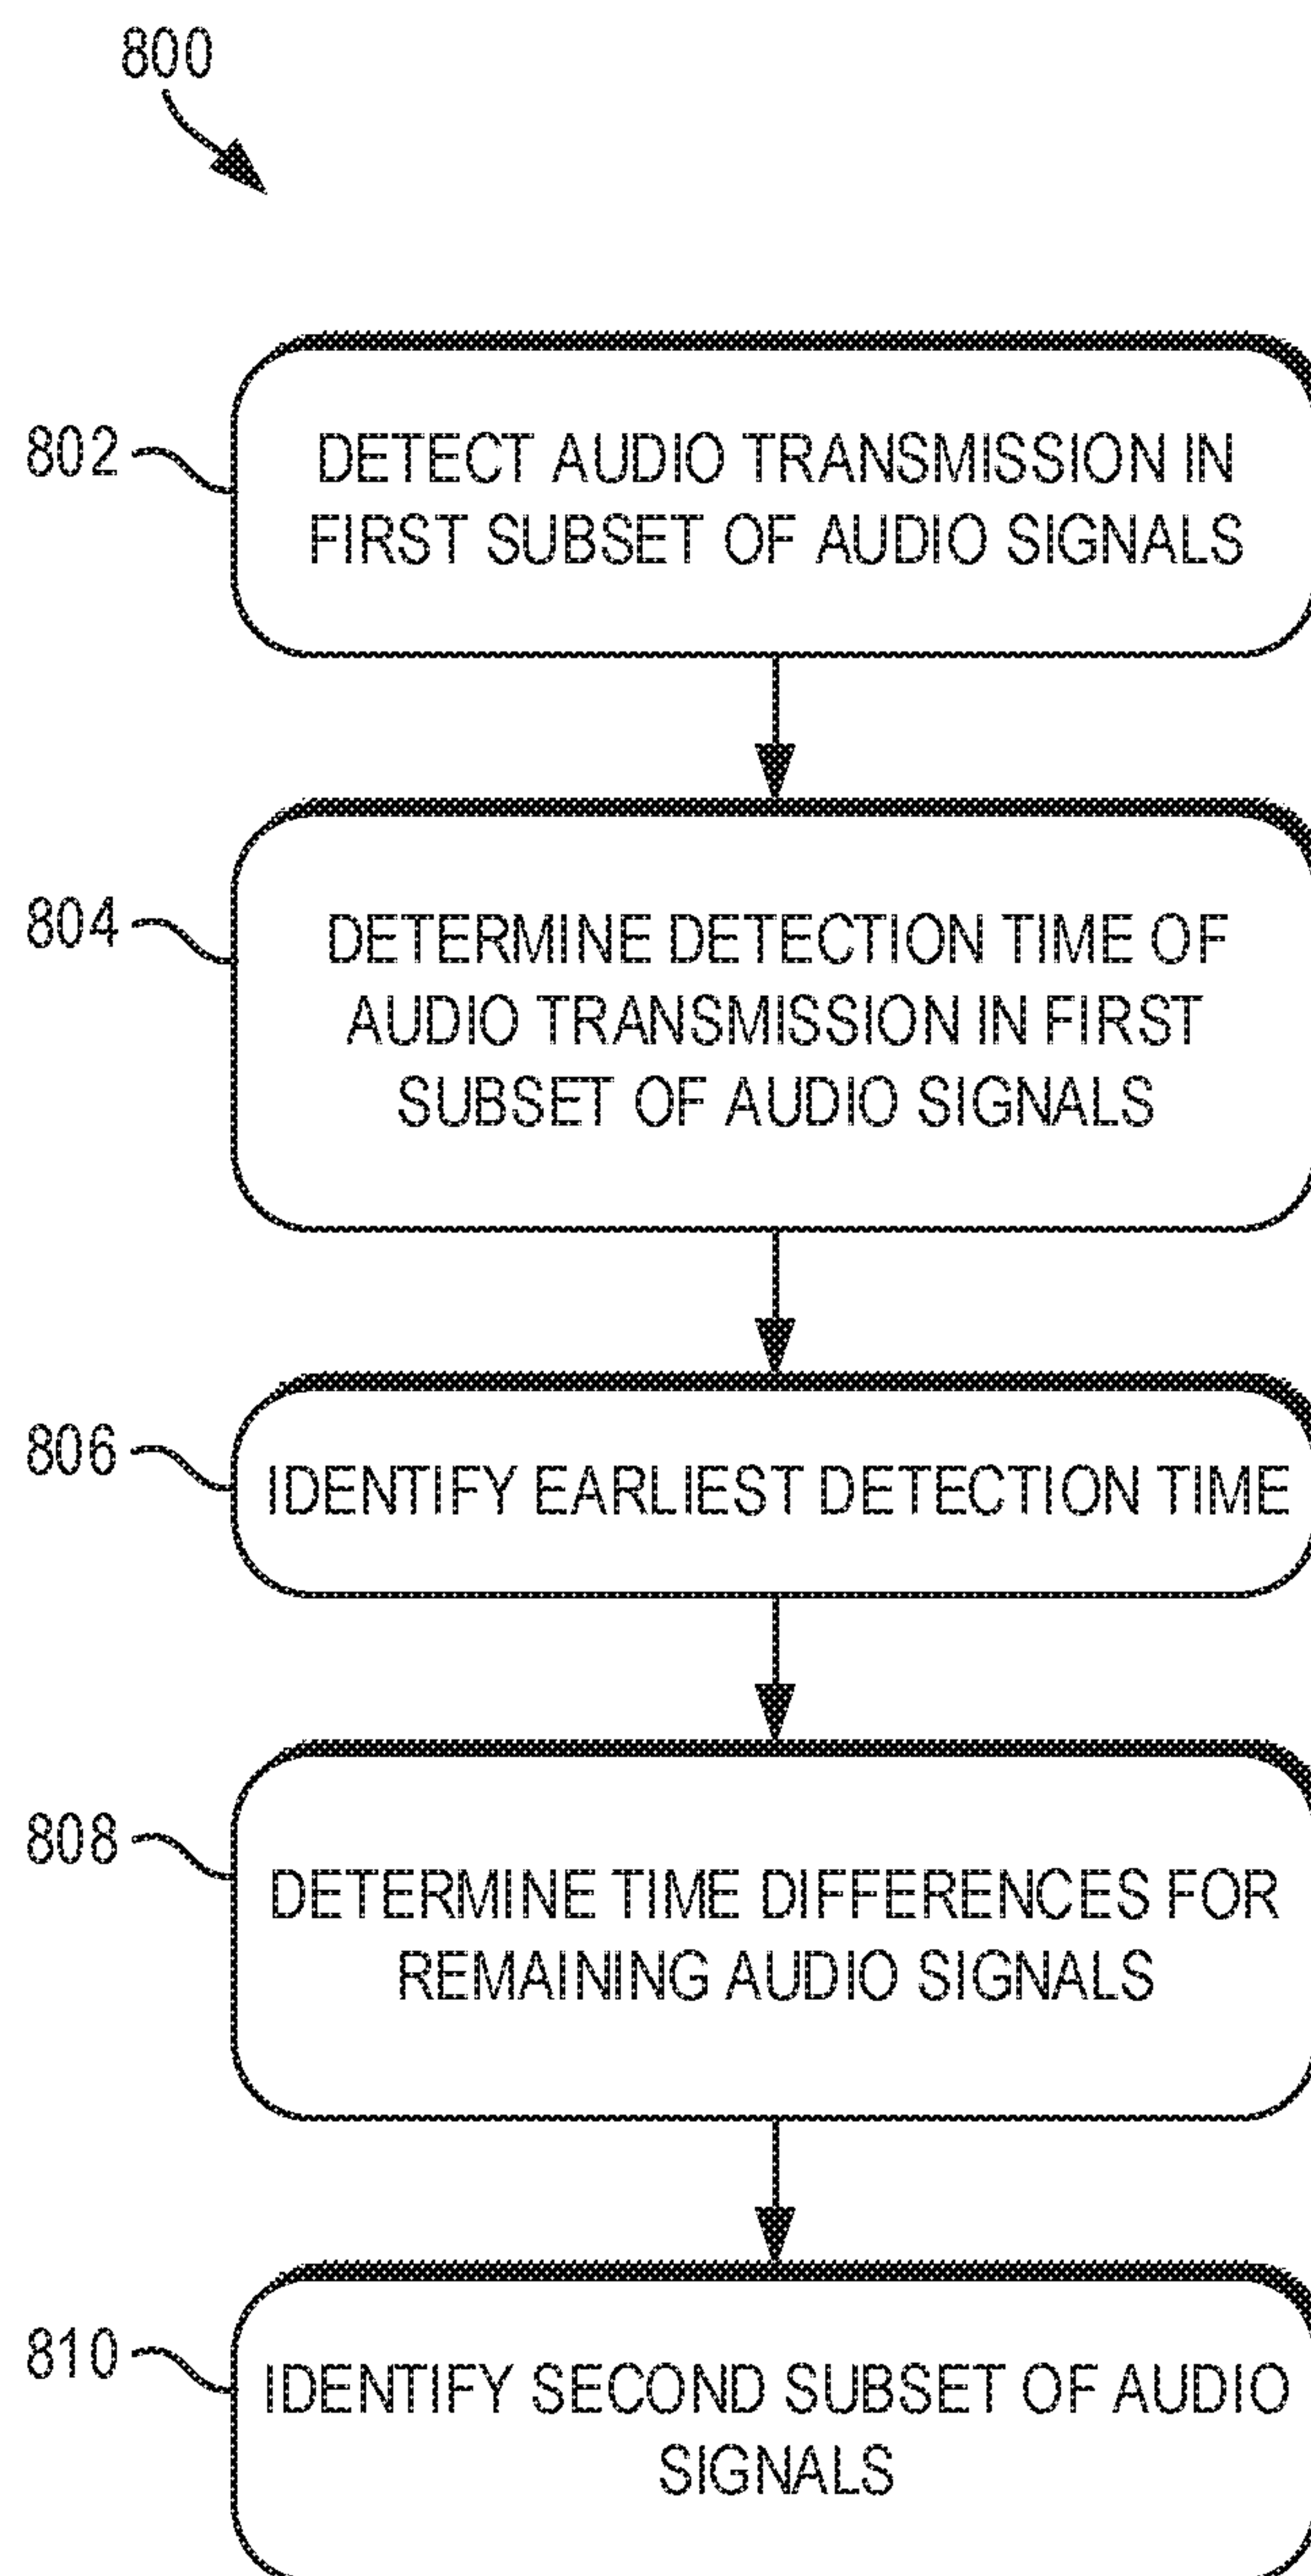 800
802
DETECT AUDIO TRANSMISSION IN
FIRST SUBSET OF AUDIO SIGNALS
804
DETERMINE DETECTION TIME OF
AUDIO TRANSMISSION IN FIRST
SUBSET OF AUDIO SIGNALS
806
IDENTIFY EARLIEST DETECTION TIME
808
DETERMINE TIME DIFFERENCES FOR
REMAINING AUDIO SIGNALS
810
IDENTIFY SECOND SUBSET OF AUDIO
SIGNALS